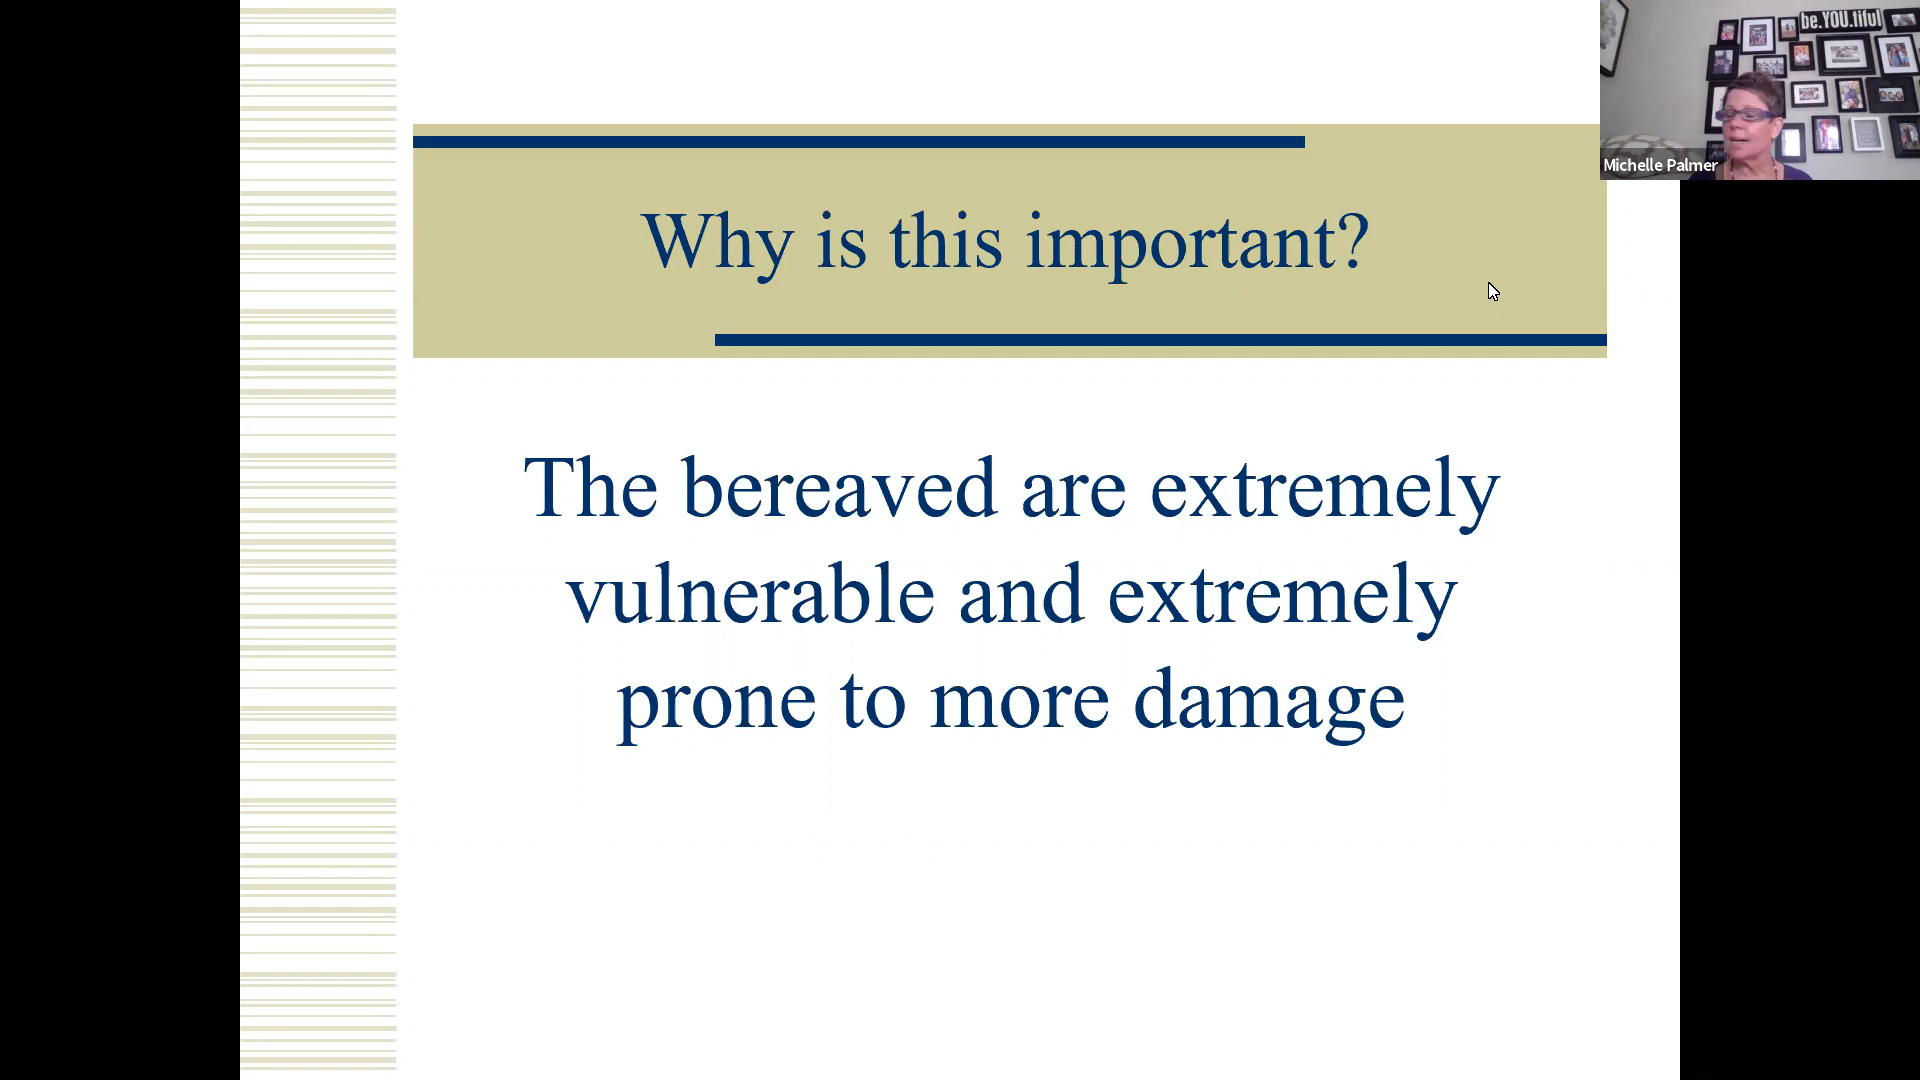 be.YOU.tiful
Michelle Palmer
Why is this important?
The bereaved are extremely
vulnerable and extremely
prone to more damage